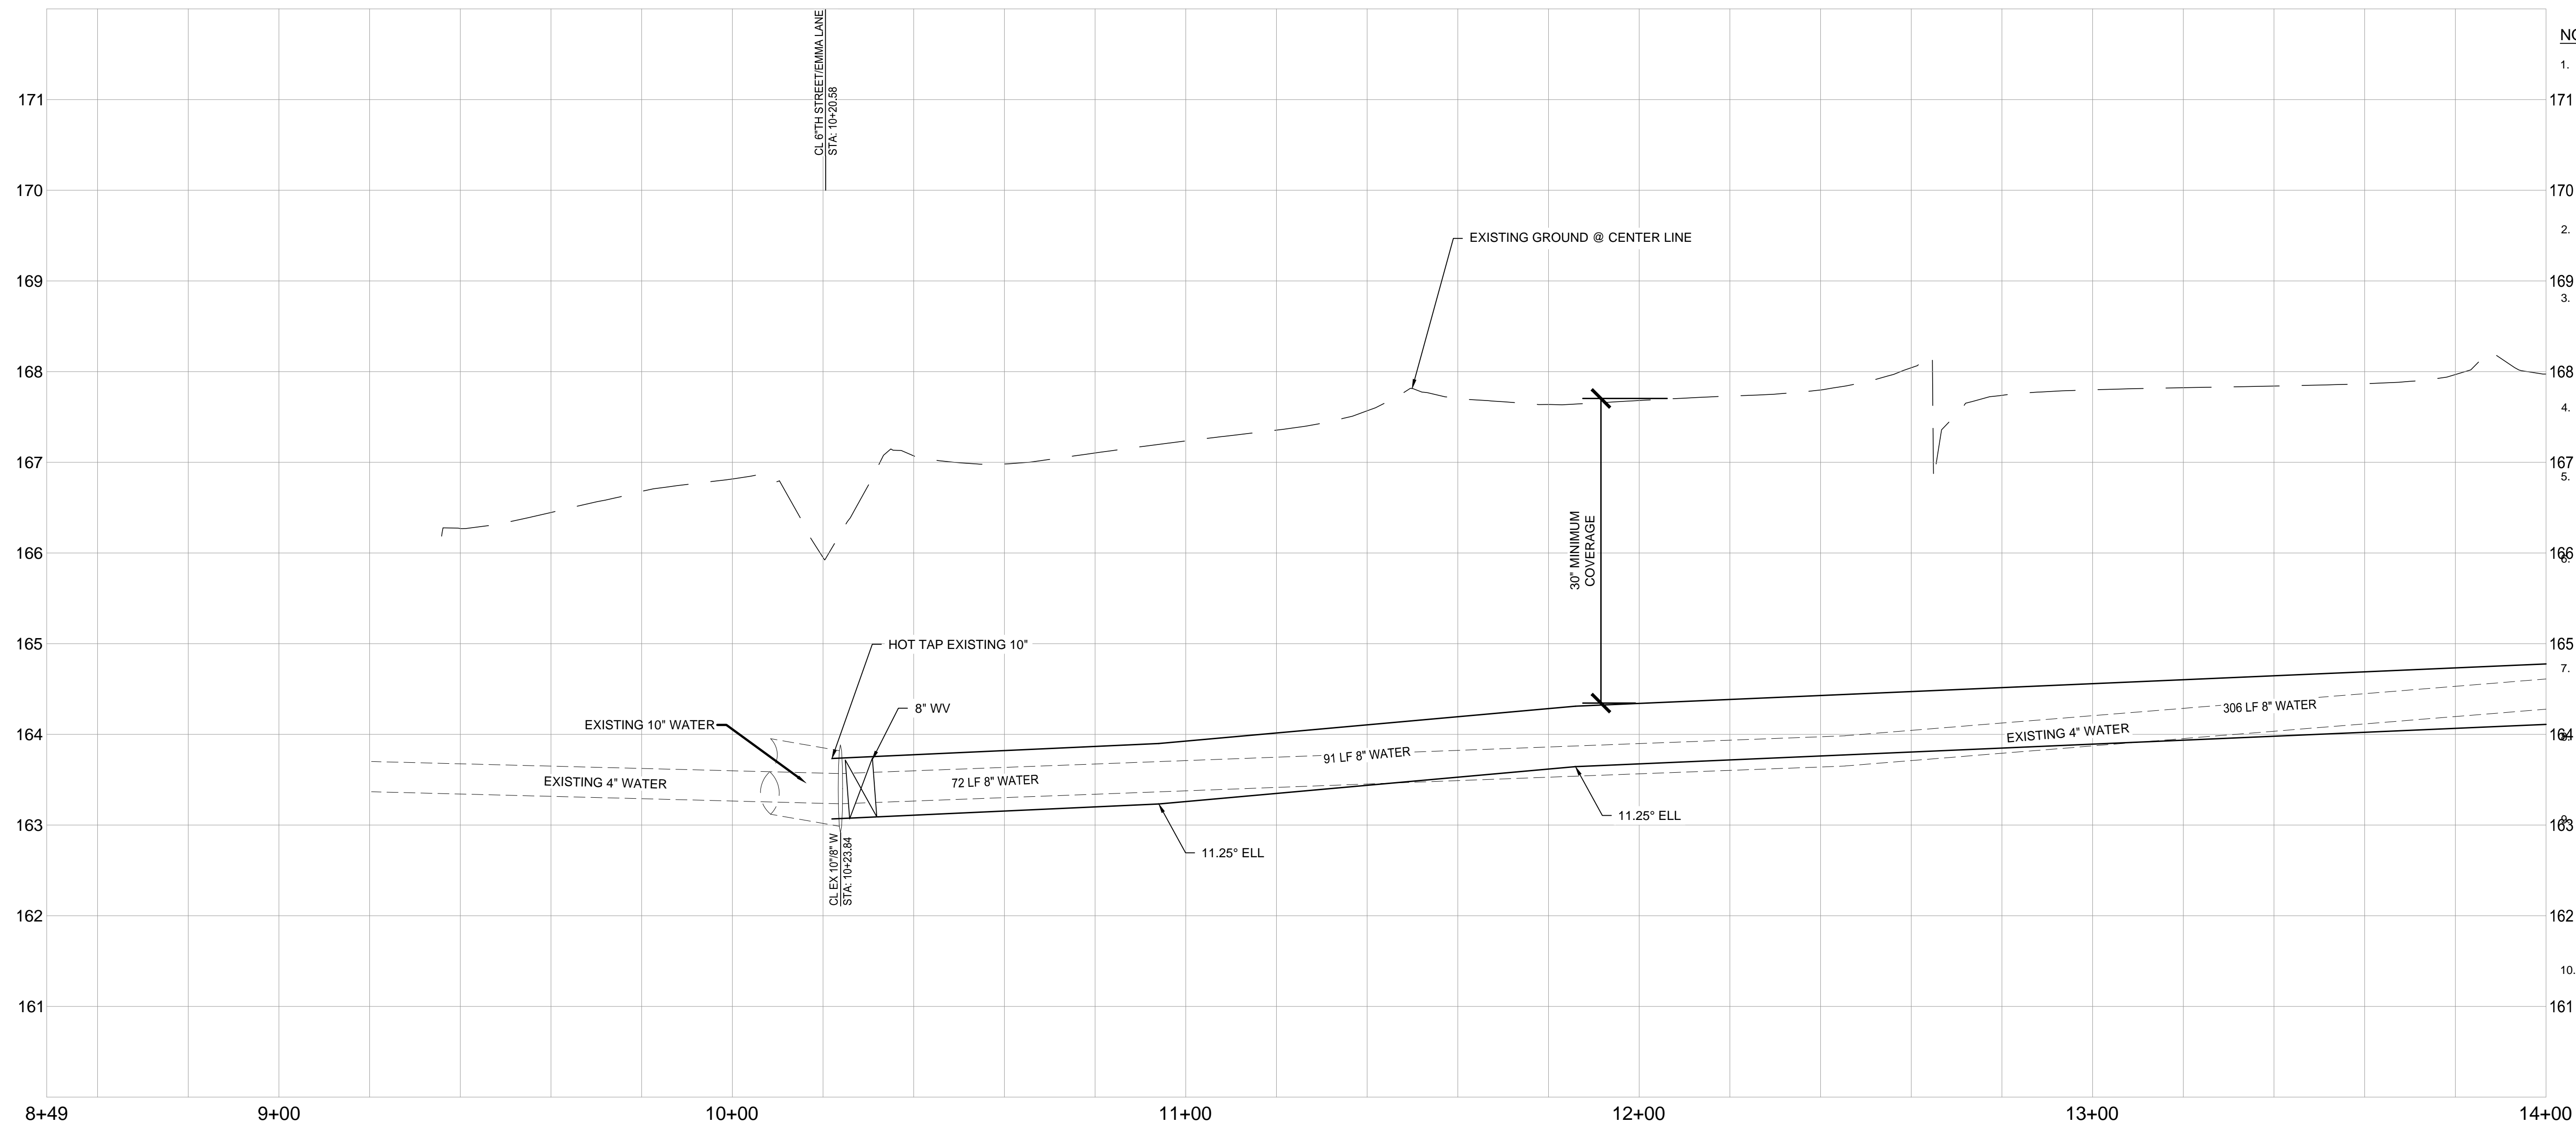 NO
1.
CL 6"TH STREET/EMMA LANE
STA: 10+20.58
171
171
170
170
2.
EXISTING GROUND @ CENTER LINE
169
169
3.
168
168
4.
167
167
5.
30" MINIMUM
COVERAGE
166
166
6.
165
HOT TAP EXISTING 10"
165
7.
8" WV
306 LF 8" WATER
EXISTING 10" WATER
164
EXISTING 4" WATER
164
91 LF 8" WATER
EXISTING 4" WATER
72 LF 8" WATER
11.25° ELL
163
163
9.
11.25° ELL
CL EX 10"/8" W
STA: 10+23.84
162
162
10.
161
161
8+49
9+00
10+00
11+00
12+00
13+00
14+00